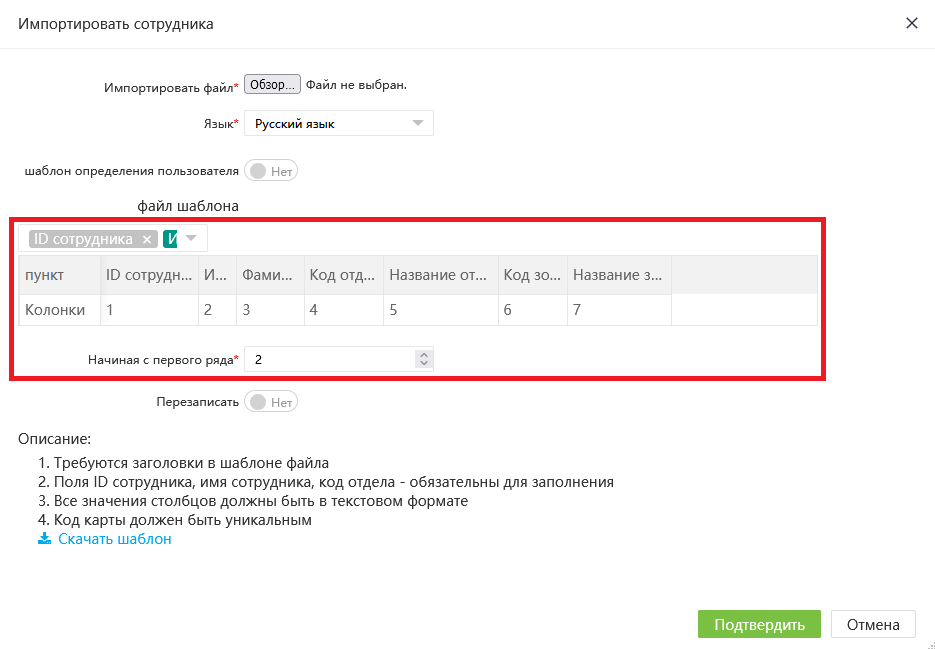 Импортировать сотрудника
Импортировать файл* Обзор... Файл не выбран.
Язык* Русский язык
шаблон определения пользователя Нет
файл шаблона
ID сотрудника × И
пункт ID сотрудн... И... Фами... Код отд... Название от... Код зо... Название з...
Колонки 1 2 3 4 5 6 7
Начиная с первого ряда* 2
Перезаписать Нет
Описание:
1. Требуются заголовки в шаблоне файла
2. Поля ID сотрудника, имя сотрудника, код отдела - обязательны для заполнения
3. Все значения столбцов должны быть в текстовом формате
4. Код карты должен быть уникальным
Скачать шаблон
Подтвердить Отмена